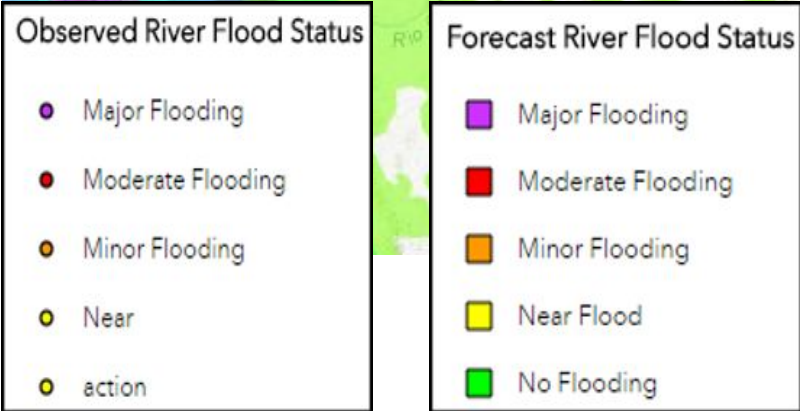 Observed River Flood Status
Major Flooding
Moderate Flooding
Minor Flooding
Near
action
Rio
Forecast River Flood Status
Major Flooding
Moderate Flooding
Minor Flooding
Near Flood
No Flooding